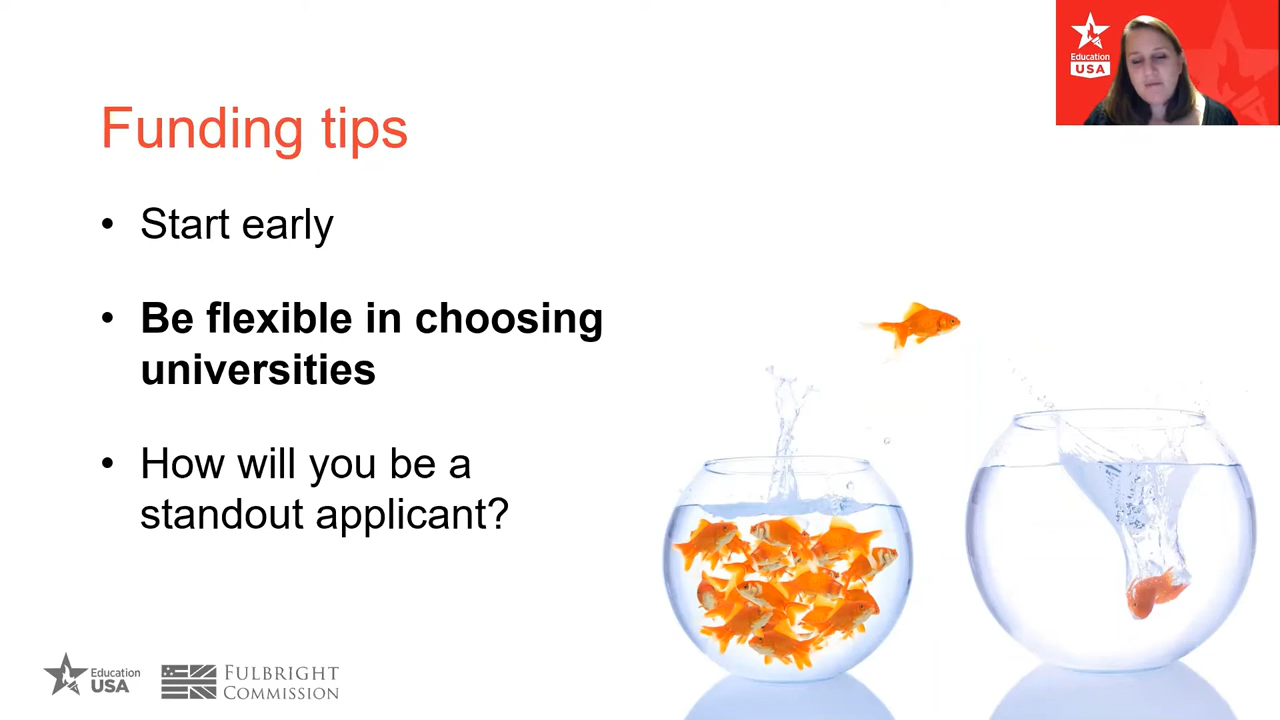 Education
USA
Funding tips
• Start early
• Be flexible in choosing
universities
• How will you be a
standout applicant?
Education
USA
FULBRIGHT
COMMISSION